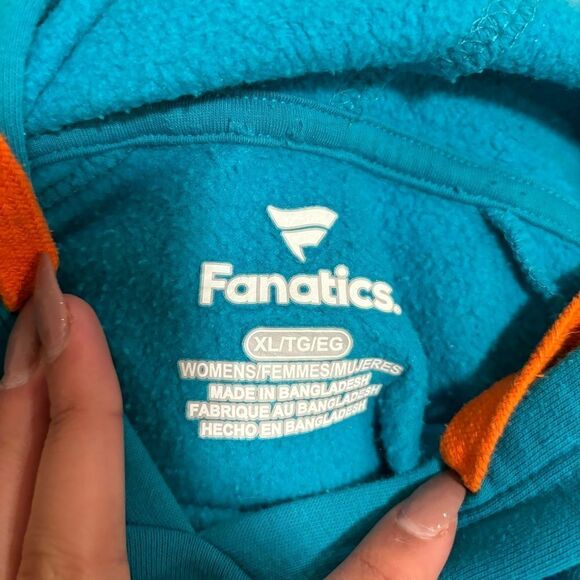 Fanatics.
XL/TG/EG
WOMENS/FEMMES/MUJERES
MADE IN BANGLADESH
FABRIQUE AU BANGLADESH
HECHO EN BANGLADESH